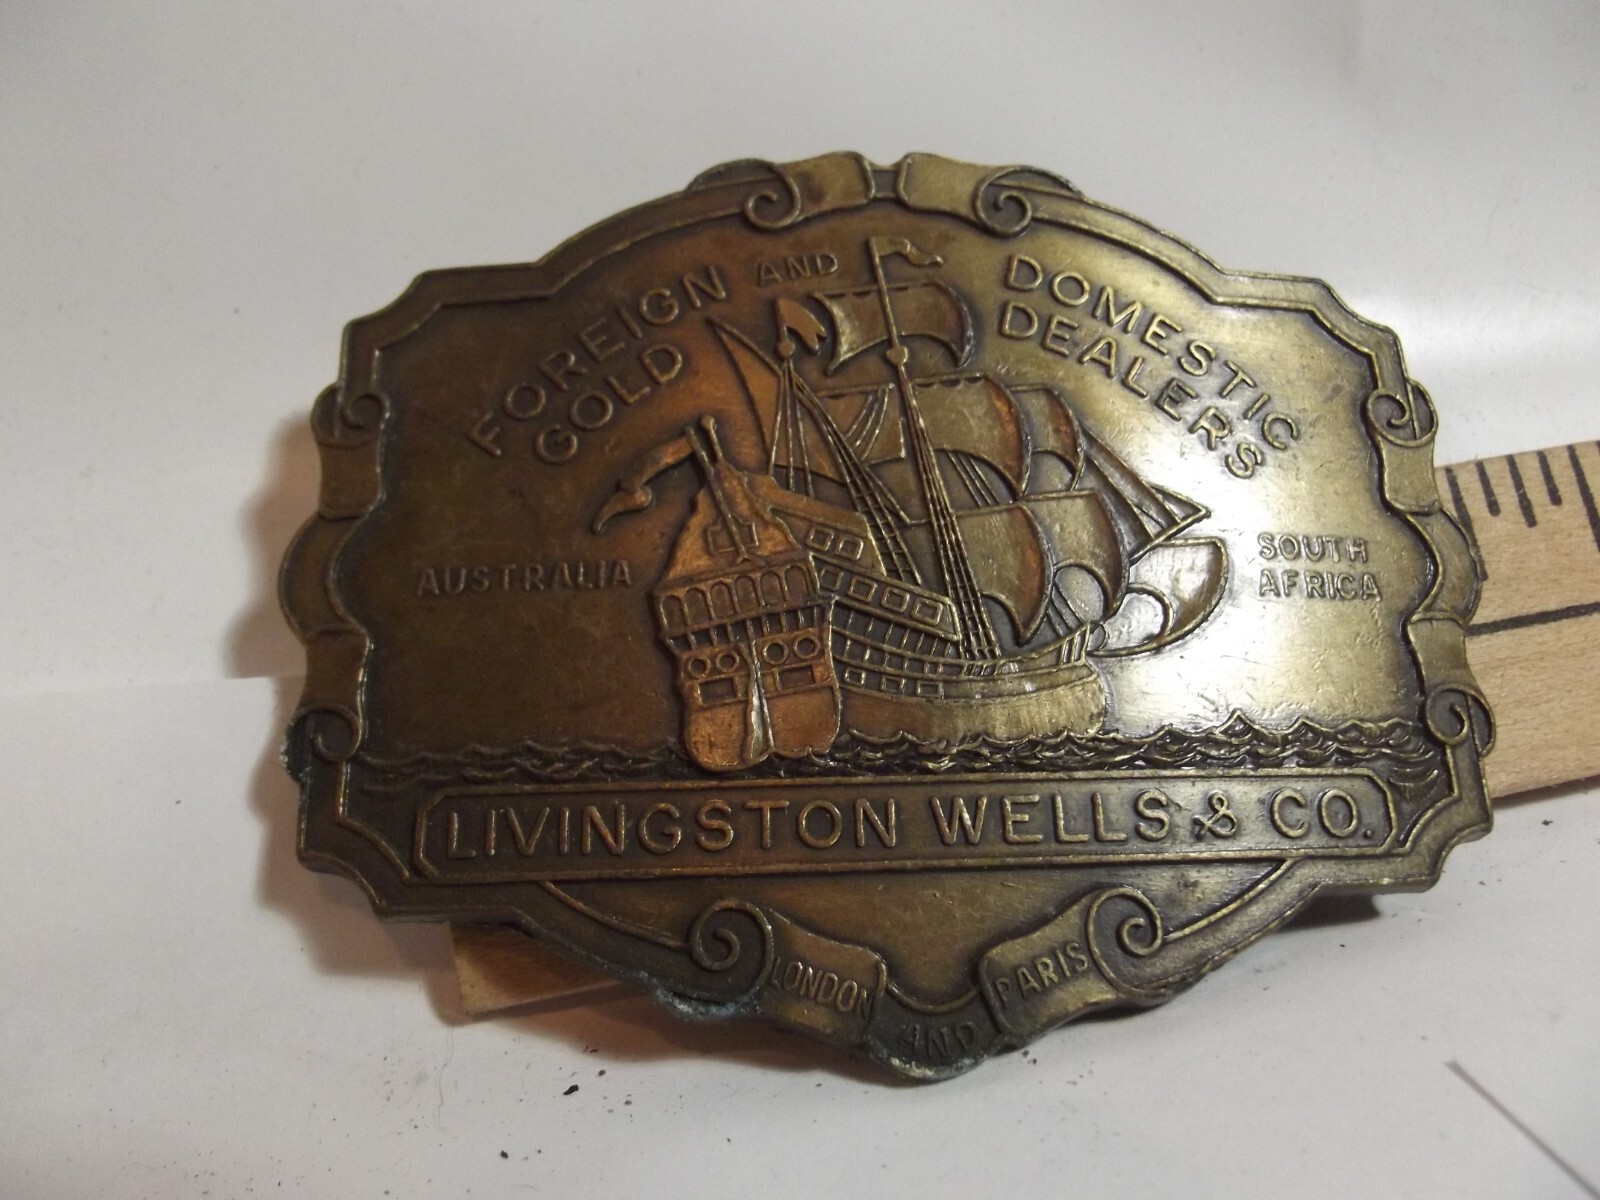 FOREIGN AND DOMESTIC
GOLD DEALERS
AUSTRALIA
SOUTH
AFRICA
LIVINGSTON WELLS & CO.
LONDON AND PARIS